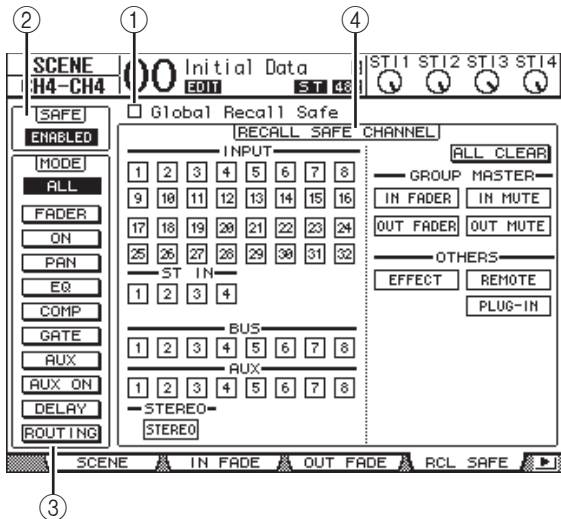 ② ① ④
SCENE
CH4-CH4
00 Initial Data
EDIT ST 48
STI1 STI2 STI3 STI4
SAFE
ENABLED
Global Recall Safe
RECALL SAFE CHANNEL
MODE
ALL
FADER
ON
PAN
EQ
COMP
GATE
AUX
AUX ON
DELAY
ROUTING
INPUT
1 2 3 4 5 6 7 8
9 10 11 12 13 14 15 16
17 18 19 20 21 22 23 24
25 26 27 28 29 30 31 32
ST IN
1 2 3 4
BUS
1 2 3 4 5 6 7 8
AUX
1 2 3 4 5 6 7 8
STEREO
STEREO
ALL CLEAR
GROUP MASTER
IN FADER IN MUTE
OUT FADER OUT MUTE
OTHERS
EFFECT REMOTE
PLUG-IN
SCENE IN FADE OUT FADE RCL SAFE
③